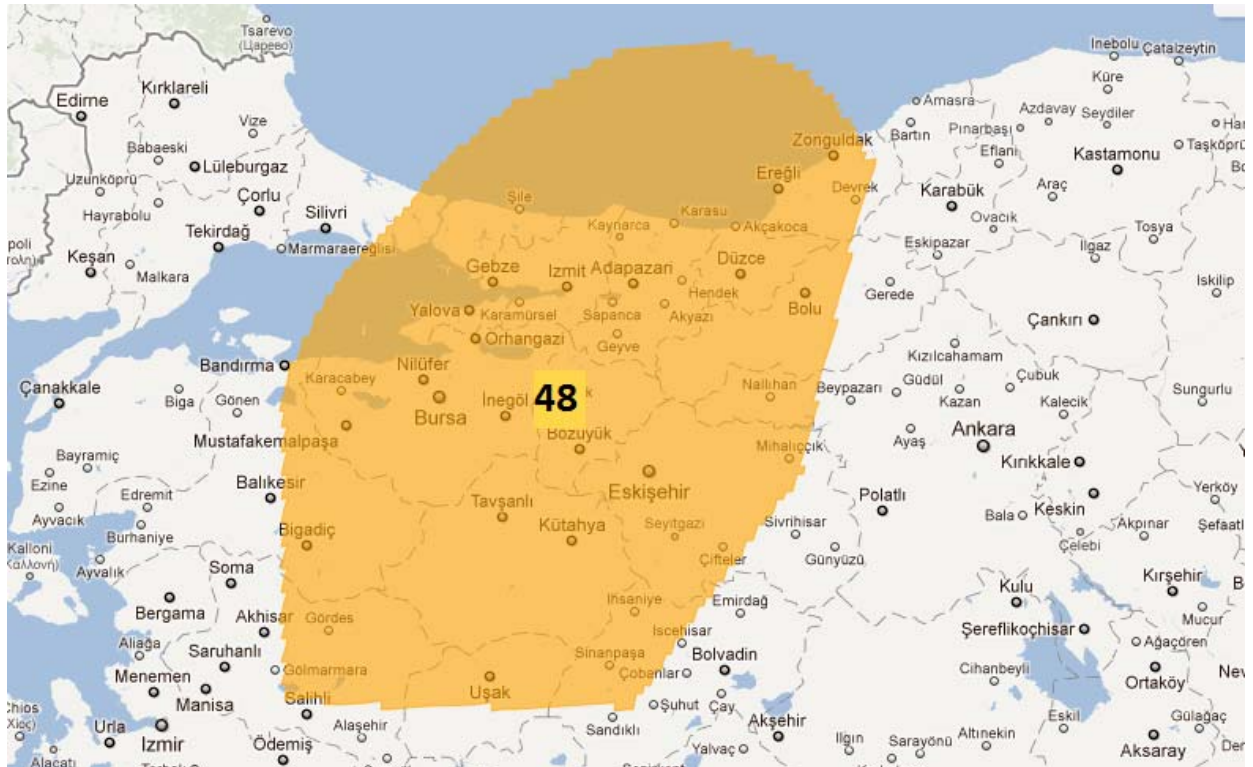 Tsarevo
(Царево)
Inebolu
Çatalzeytin
Küre
Kırklareli
Edirne
Amasra
Azdavay
Seydiler
Vize
Bartın
Pınarbaşı
Zonguldak
Taşköprü
Babaeski
Lüleburgaz
Eflani
Kastamonu
Uzunköprü
Ereğli
Devrek
Karabük
Araç
Hayrabolu
Çorlu
Silivri
Şile
Karasu
Akçakoca
Ovacık
Tekirdağ
Marmaraereğlisi
Kaynarca
Eskipazar
Ilgaz
Tosya
Keşan
Malkara
Gebze
Izmit
Adapazarı
Düzce
Hendek
Gerede
Iskilip
Yalova
Karamürsel
Sapanca
Akyazı
Bolu
Çankırı
Orhangazi
Geyve
Kızılcahamam
Bandırma
Nilüfer
Karacabey
Çanakkale
Biga
Gönen
Bursa
İnegöl
48
Nallıhan
Beypazarı
Güdül
Kazan
Çubuk
Kalecik
Sungurlu
Mustafakemalpaşa
Bozüyük
Mihalıççık
Ayaş
Ankara
Kırıkkale
Bayramiç
Ezine
Edremit
Balıkesir
Eskişehir
Polatlı
Keskin
Yerköy
Ayvacık
Burhaniye
Tavşanlı
Kütahya
Seyitgazi
Sivrihisar
Bala
Akpınar
Şefaatl
Kalloni
(Καλλονή)
Ayvalık
Bigadiç
Çifteler
Günyüzü
Çelebi
Soma
Bergama
Kulu
Kırşehir
Mucur
Akhisar
Gördes
Ihsaniye
Emirdağ
Iscehisar
Şereflikoçhisar
Ağaçören
Aliağa
Saruhanlı
Gölmarmara
Sinanpaşa
Çobanlar
Bolvadin
Cihanbeyli
Ortaköy
Nev
Menemen
Manisa
Salihli
Uşak
Şuhut
Çay
Chios
(Χίος)
Urla
Izmir
Alaşehir
Sandıklı
Akşehir
Eskil
Gülağaç
Ödemiş
Yalvaç
Ilgın
Sarayönü
Altınekin
Aksaray
Alaçatı